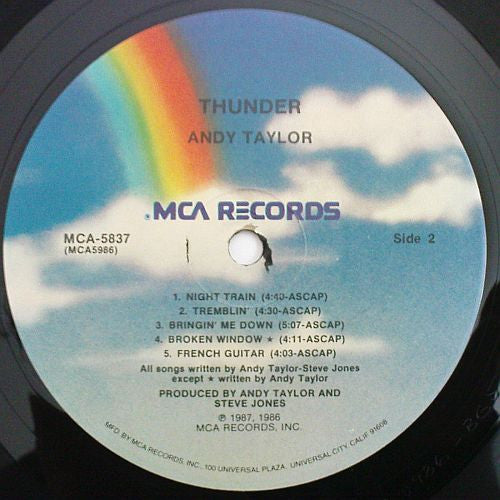 THUNDER
ANDY TAYLOR
MCA RECORDS
MCA-5837
(MCA5986)
Side 2
1. NIGHT TRAIN (4:40-ASCAP)
2. TREMBLIN' (4:30-ASCAP)
3. BRINGIN' ME DOWN (5:07-ASCAP)
4. BROKEN WINDOW ★ (4:11-ASCAP)
5. FRENCH GUITAR (4:03-ASCAP)
All songs written by Andy Taylor-Steve Jones
except ★ written by Andy Taylor
PRODUCED BY ANDY TAYLOR AND
STEVE JONES
℗ 1987, 1986
MCA RECORDS, INC.
MFD. BY MCA RECORDS, INC., 100 UNIVERSAL PLAZA, UNIVERSAL CITY, CALIF 91608